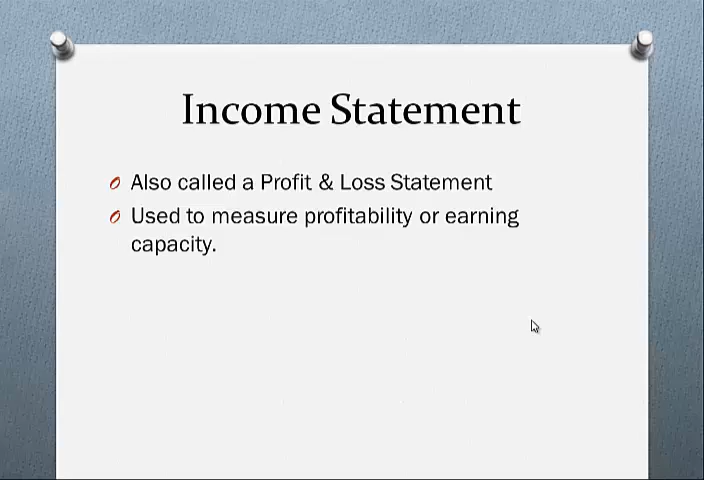 Income Statement
Also called a Profit & Loss Statement
Used to measure profitability or earning
capacity.